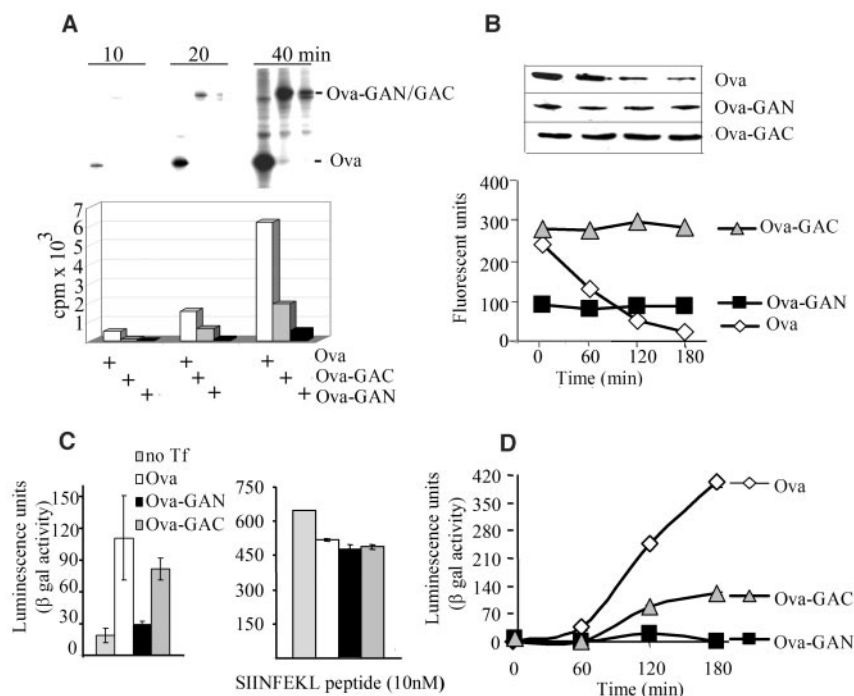 A
10 20 40 min
Ova-GAN/GAC
Ova
7
6
5
4
3
2
1
cpm x 10³
+ Ova
+ Ova-GAC
+ Ova-GAN
B
Ova
Ova-GAN
Ova-GAC
400
300
200
100
0
Fluorescent units
Ova-GAC
Ova-GAN
Ova
0 60 120 180
Time (min)
C
no Tf
Ova
Ova-GAN
Ova-GAC
150
120
90
60
30
Luminescence units
(β gal activity)
750
600
450
300
150
SIINFEKL peptide (10nM)
D
420
350
280
210
140
70
0
Luminescence units
(β gal activity)
Ova
Ova-GAC
Ova-GAN
0 60 120 180
Time (min)